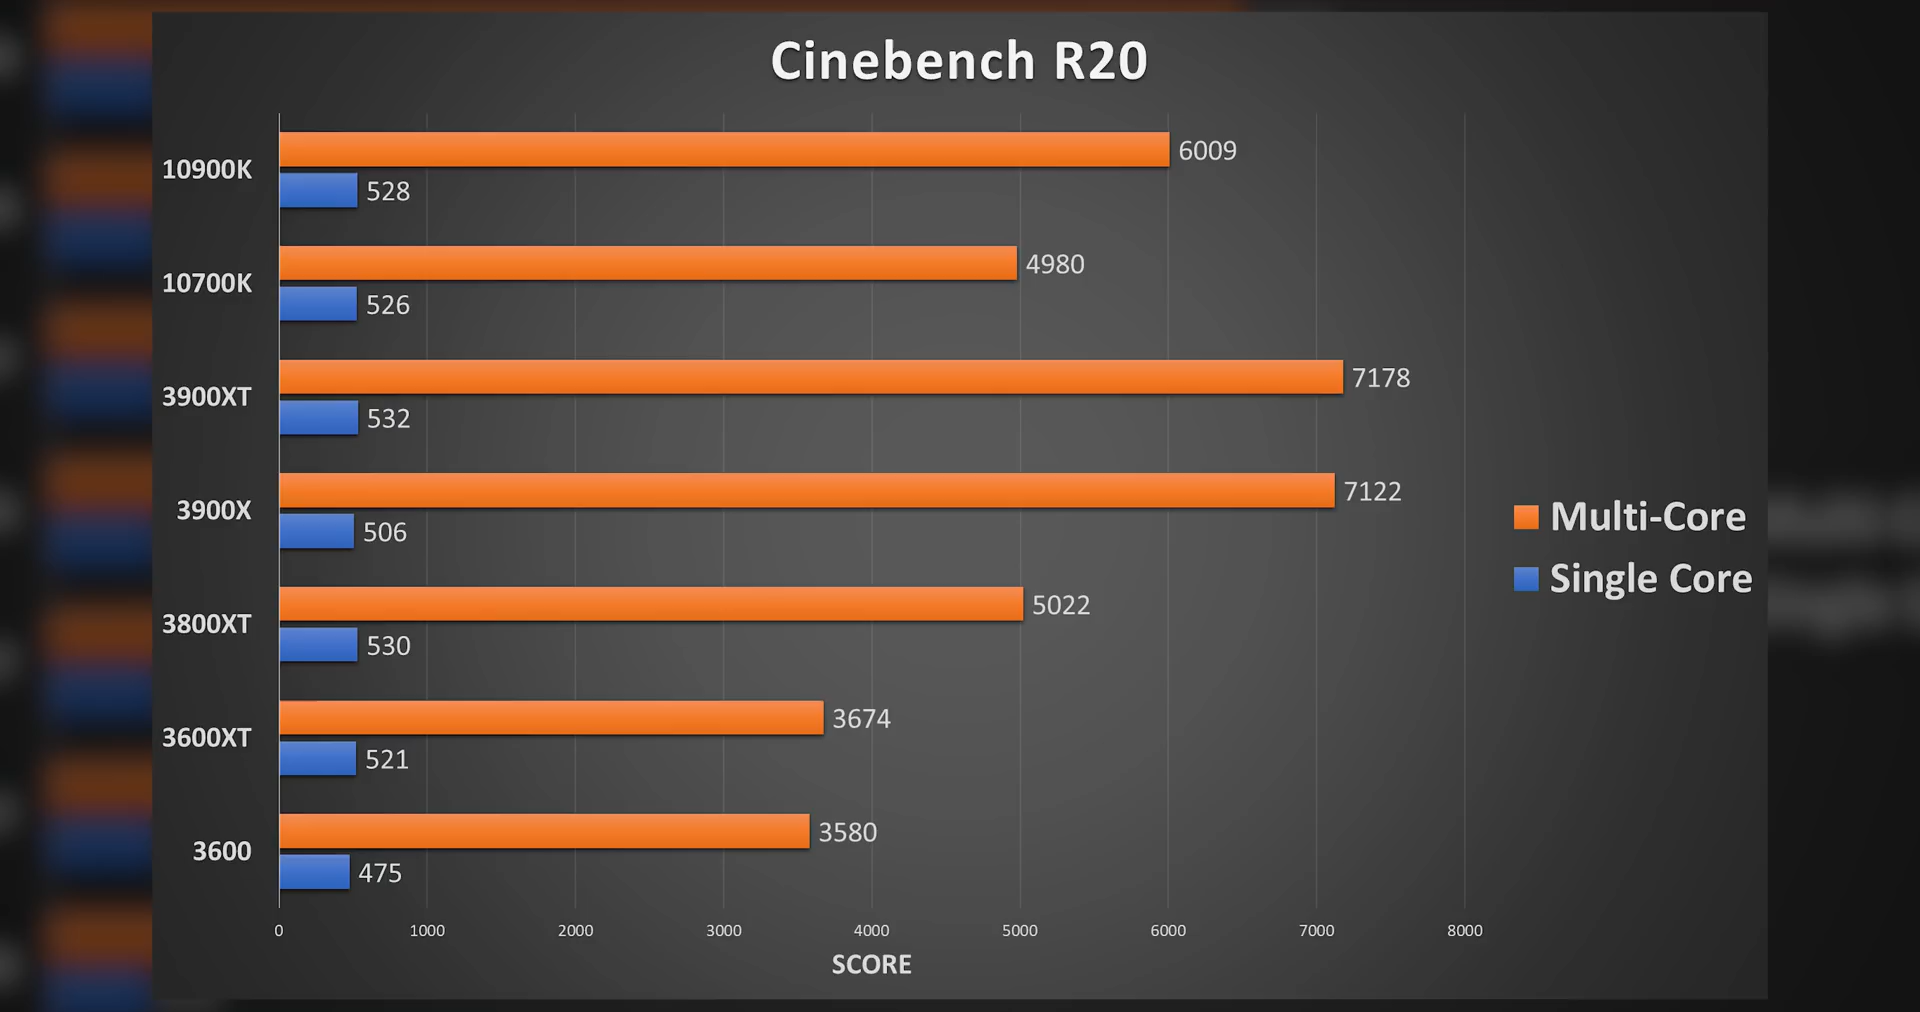 Cinebench R20
10900K
6009
528
10700K
4980
526
3900XT
7178
532
3900X
7122
506
3800XT
5022
530
3600XT
3674
521
3600
3580
475
Multi-Core
Single Core
0 1000 2000 3000 4000 5000 6000 7000 8000
SCORE